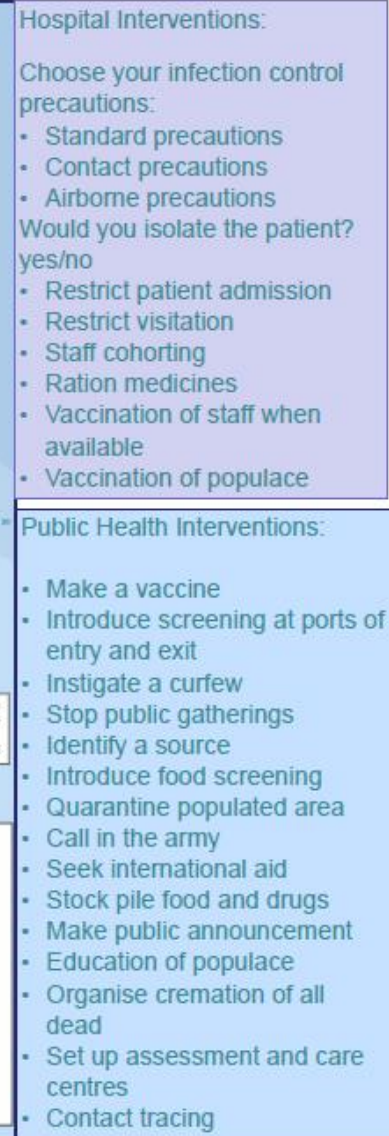 Hospital Interventions:
Choose your infection control
precautions:
• Standard precautions
• Contact precautions
• Airborne precautions
Would you isolate the patient?
yes/no
• Restrict patient admission
• Restrict visitation
• Staff cohorting
• Ration medicines
• Vaccination of staff when
available
• Vaccination of populace
Public Health Interventions:
• Make a vaccine
• Introduce screening at ports of
entry and exit
• Instigate a curfew
• Stop public gatherings
• Identify a source
• Introduce food screening
• Quarantine populated area
• Call in the army
• Seek international aid
• Stock pile food and drugs
• Make public announcement
• Education of populace
• Organise cremation of all
dead
• Set up assessment and care
centres
• Contact tracing